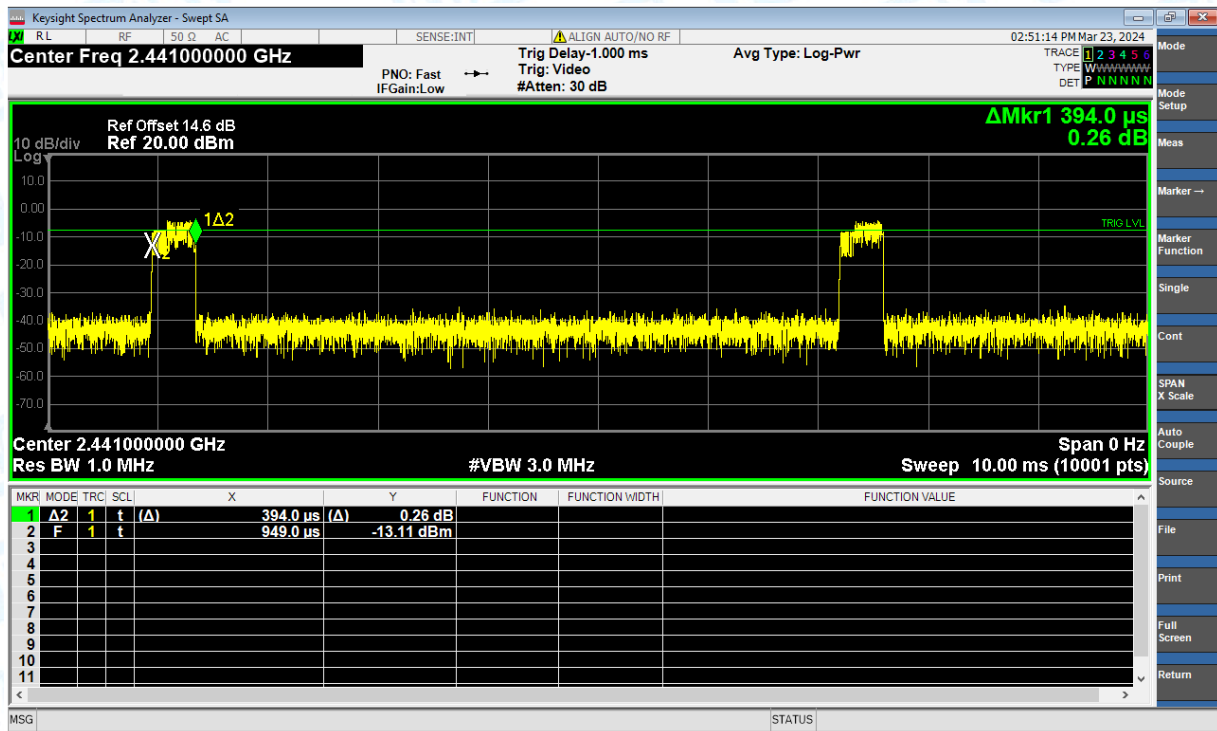 Keysight Spectrum Analyzer - Swept SA
LXI RL RF 50 Ω AC SENSE:INT ALIGN AUTO/NO RF 02:51:14 PM Mar 23, 2024
Center Freq 2.441000000 GHz
PNO: Fast
IFGain:Low
Trig Delay-1.000 ms
Trig: Video
#Atten: 30 dB
Avg Type: Log-Pwr
TRACE 1 2 3 4 5 6
TYPE WWWWWW
DET P N N N N N
ΔMkr1 394.0 µs
0.26 dB
Ref Offset 14.6 dB
10 dB/div Ref 20.00 dBm
Log
10.0
0.00
-10.0
-20.0
-30.0
-40.0
-50.0
-60.0
-70.0
1Δ2
X2
TRIG LVL
Center 2.441000000 GHz Span 0 Hz
Res BW 1.0 MHz #VBW 3.0 MHz Sweep 10.00 ms (10001 pts)
MKR MODE TRC SCL X Y FUNCTION FUNCTION WIDTH FUNCTION VALUE
1 Δ2 1 t (Δ) 394.0 µs (Δ) 0.26 dB
2 F 1 t 949.0 µs -13.11 dBm
3
4
5
6
7
8
9
10
11
MSG STATUS
Mode
Mode
Setup
Meas
Marker →
Marker
Function
Single
Cont
SPAN
X Scale
Auto
Couple
Source
File
Print
Full
Screen
Return